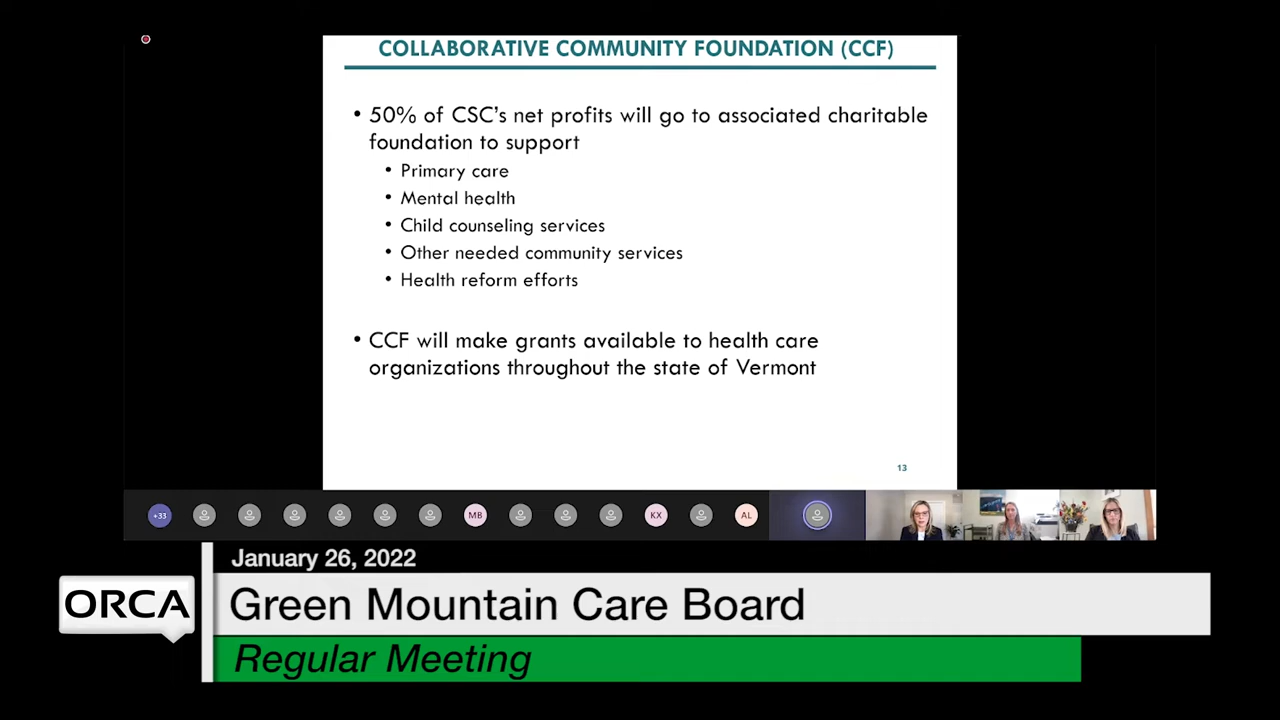 COLLABORATIVE COMMUNITY FOUNDATION (CCF)
• 50% of CSC's net profits will go to associated charitable
foundation to support
• Primary care
• Mental health
• Child counseling services
• Other needed community services
• Health reform efforts
• CCF will make grants available to health care
organizations throughout the state of Vermont
13
+33
MB
KX
AL
January 26, 2022
ORCA
Green Mountain Care Board
Regular Meeting